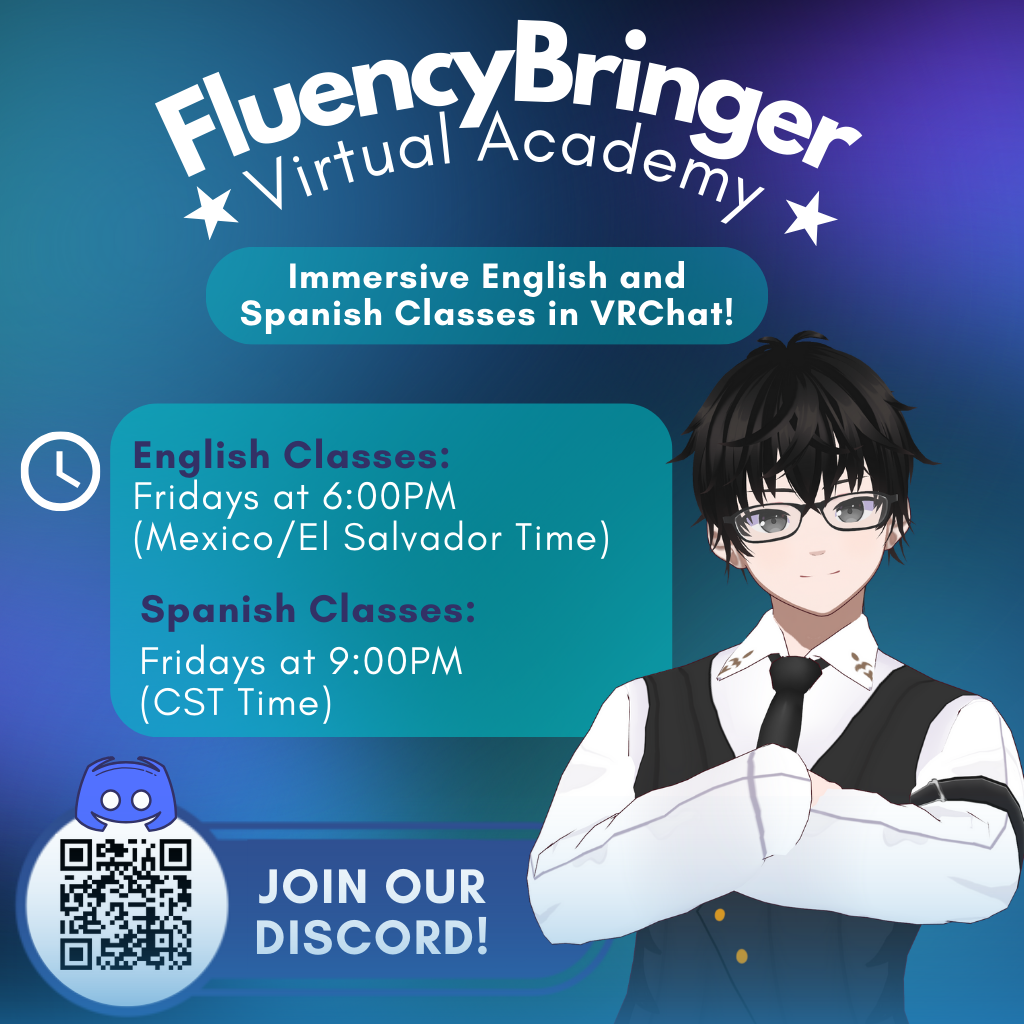 FluencyBringer
Virtual Academy
Immersive English and
Spanish Classes in VRChat!
English Classes:
Fridays at 6:00PM
(Mexico/El Salvador Time)
Spanish Classes:
Fridays at 9:00PM
(CST Time)
JOIN OUR
DISCORD!